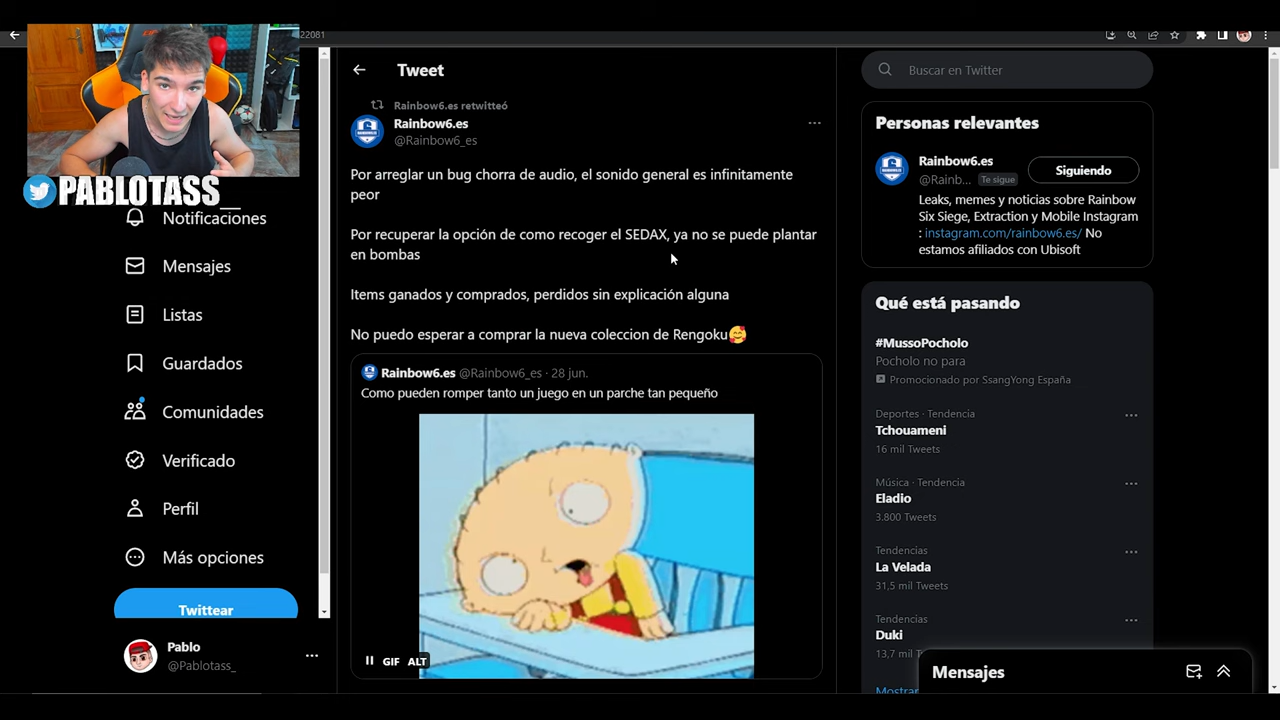 22081
PABLOTASS_
Notificaciones
Mensajes
Listas
Guardados
Comunidades
Verificado
Perfil
Más opciones
Twittear
Pablo
@Pablotass_
Tweet
Rainbow6.es retwitteó
Rainbow6.es
@Rainbow6_es
Por arreglar un bug chorra de audio, el sonido general es infinitamente
peor
Por recuperar la opción de como recoger el SEDAX, ya no se puede plantar
en bombas
Items ganados y comprados, perdidos sin explicación alguna
No puedo esperar a comprar la nueva coleccion de Rengoku🥰
Rainbow6.es @Rainbow6_es · 28 jun.
Como pueden romper tanto un juego en un parche tan pequeño
GIF ALT
Buscar en Twitter
Personas relevantes
Rainbow6.es
@Rainb... Te sigue
Siguiendo
Leaks, memes y noticias sobre Rainbow
Six Siege, Extraction y Mobile Instagram
: instagram.com/rainbow6.es/ No
estamos afiliados con Ubisoft
Qué está pasando
#MussoPocholo
Pocholo no para
Promocionado por SsangYong España
Deportes · Tendencia
Tchouameni
16 mil Tweets
Música · Tendencia
Eladio
3.800 Tweets
Tendencias
La Velada
31,5 mil Tweets
Tendencias
Duki
13,7 m
Mostrar
Mensajes